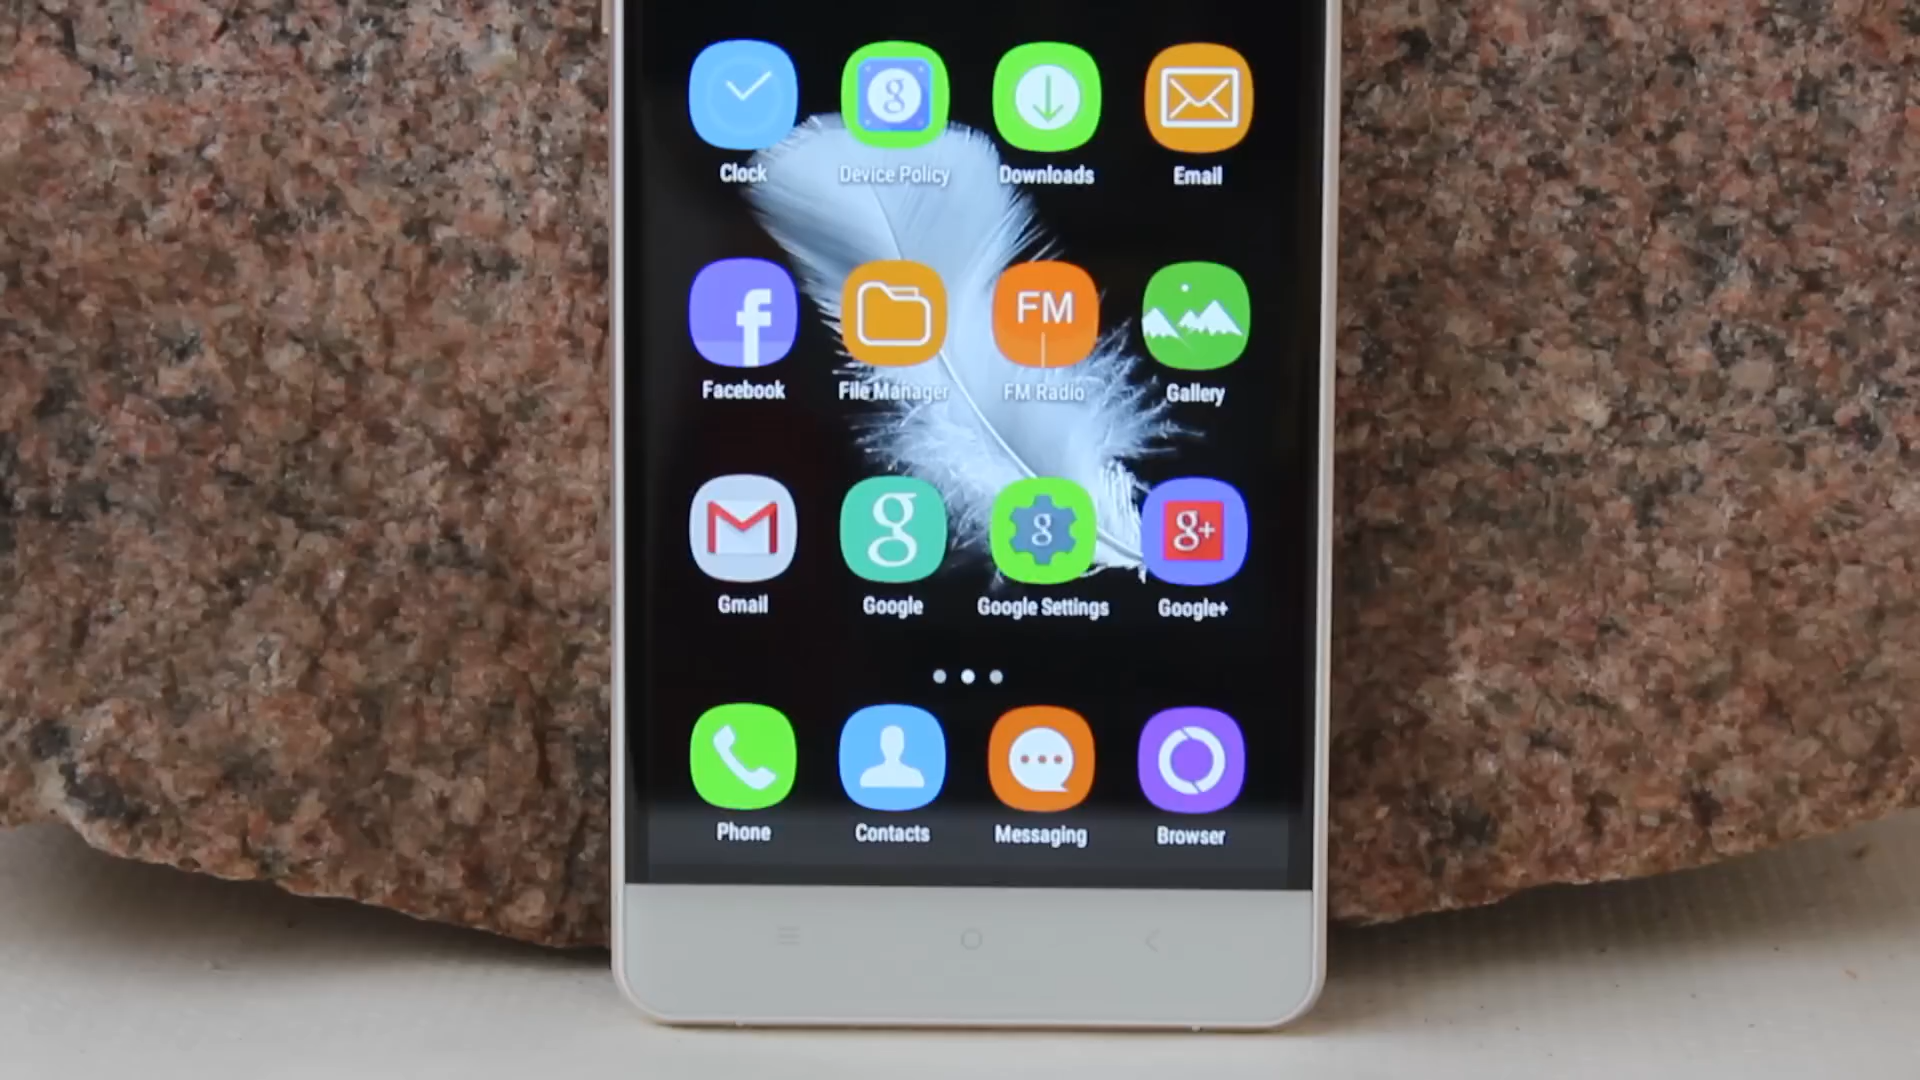 Clock
Device Policy
Downloads
Email
FM
Facebook
File Manager
FM Radio
Gallery
g+
Gmail
Google
Google Settings
Google+
Phone
Contacts
Messaging
Browser